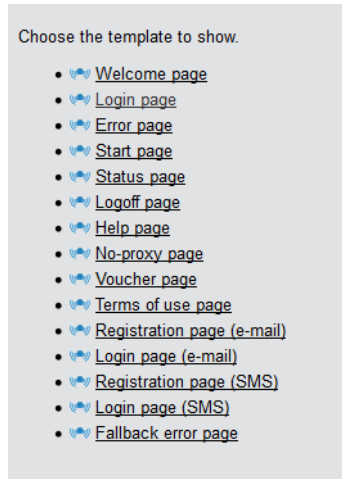 Choose the template to show.
Welcome page
Login page
Error page
Start page
Status page
Logoff page
Help page
No-proxy page
Voucher page
Terms of use page
Registration page (e-mail)
Login page (e-mail)
Registration page (SMS)
Login page (SMS)
Fallback error page